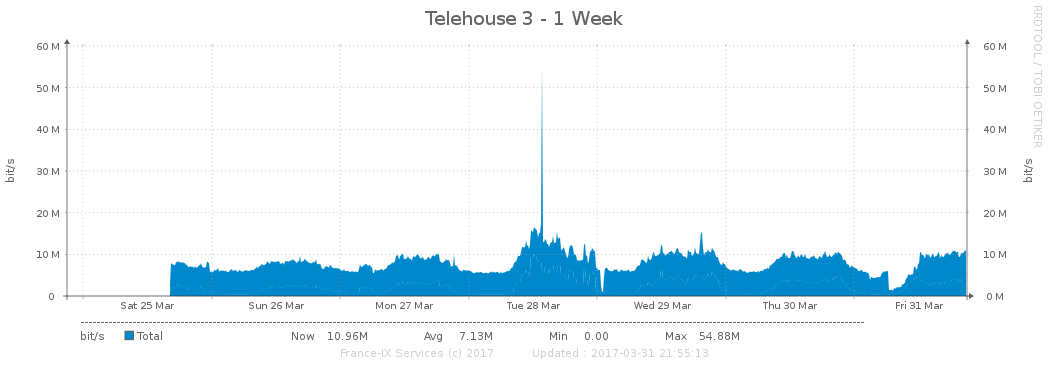 Telehouse 3 - 1 Week
RRDTOOL / TOBI OETIKER
bit/s
60 M 60 M
50 M 50 M
40 M 40 M
30 M 30 M
20 M 20 M
10 M 10 M
0 0 M
bit/s
Sat 25 Mar Sun 26 Mar Mon 27 Mar Tue 28 Mar Wed 29 Mar Thu 30 Mar Fri 31 Mar
bit/s Total Now 10.96M Avg 7.13M Min 0.00 Max 54.88M
France-IX Services (c) 2017 Updated : 2017-03-31 21:55:13